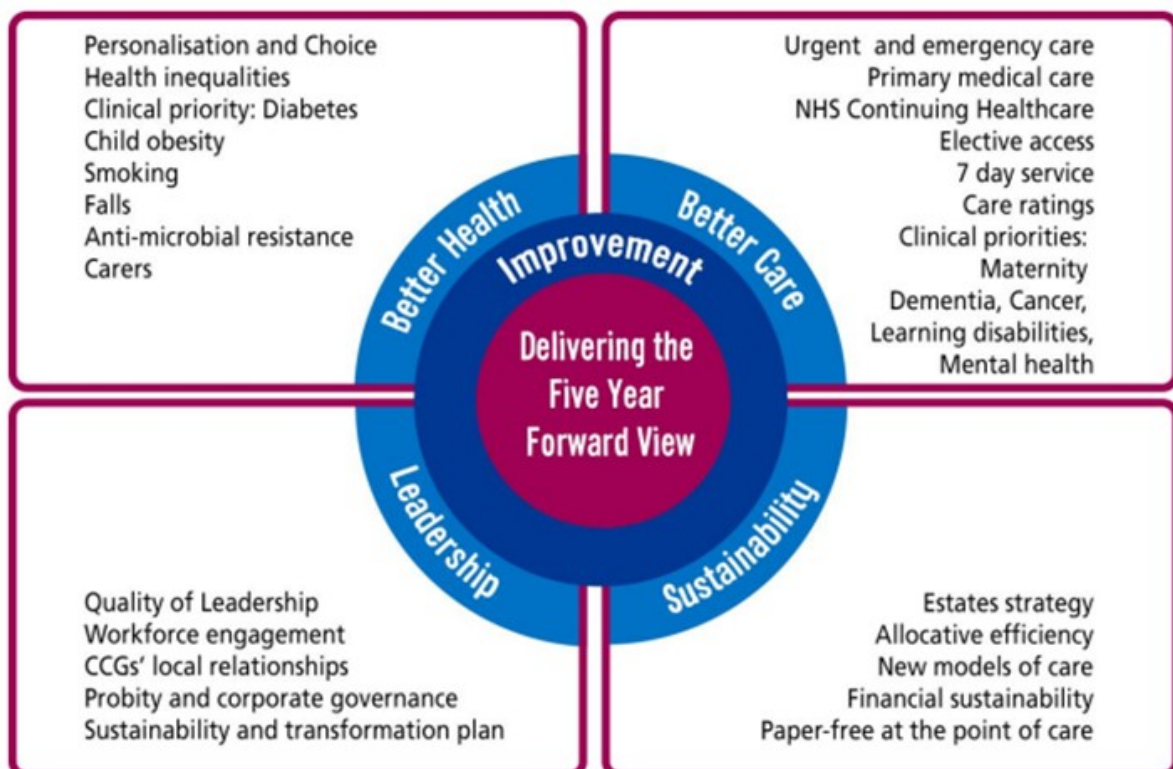 Personalisation and Choice
Health inequalities
Clinical priority: Diabetes
Child obesity
Smoking
Falls
Anti-microbial resistance
Carers
Urgent and emergency care
Primary medical care
NHS Continuing Healthcare
Elective access
7 day service
Care ratings
Clinical priorities:
Maternity
Dementia, Cancer,
Learning disabilities,
Mental health
Better Health
Better Care
Improvement
Delivering the
Five Year
Forward View
Leadership
Sustainability
Quality of Leadership
Workforce engagement
CCGs' local relationships
Probity and corporate governance
Sustainability and transformation plan
Estates strategy
Allocative efficiency
New models of care
Financial sustainability
Paper-free at the point of care